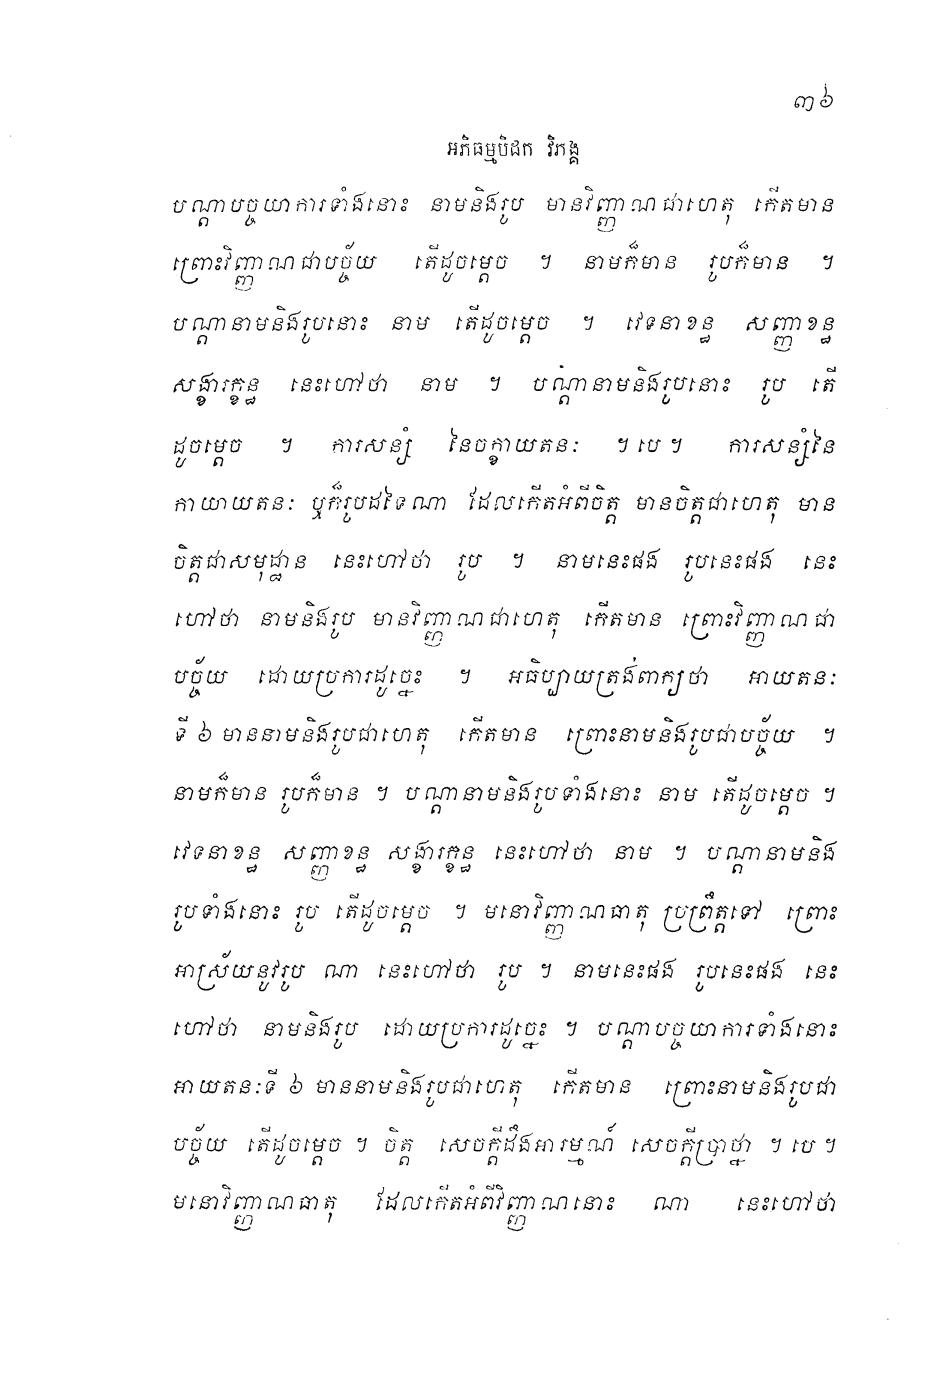 ៣៦
អភិធម្មបិដក វិភង្គ
បណ្តាបច្ចយាការទាំងនោះ នាមនិងរូប មានវិញ្ញាណជាហេតុ កើតមាន
ព្រោះវិញ្ញាណជាបច្ច័យ តើដូចម្តេច ។ នាមក៏មាន រូបក៏មាន ។
បណ្តានាមនិងរូបនោះ នាម តើដូចម្តេច ។ វេទនាខន្ធ សញ្ញាខន្ធ
សង្ខារក្ខន្ធ នេះហៅថា នាម ។ បណ្តានាមនិងរូបនោះ រូប តើ
ដូចម្តេច ។ ការសន្សំ នៃចក្ខាយតនៈ ។ បេ ។ ការសន្សំនៃ
កាយាយតនៈ ឬក៏រូបដទៃណា ដែលកើតអំពីចិត្ត មានចិត្តជាហេតុ មាន
ចិត្តជាសមុដ្ឋាន នេះហៅថា រូប ។ នាមនេះផង រូបនេះផង នេះ
ហៅថា នាមនិងរូប មានវិញ្ញាណជាហេតុ កើតមាន ព្រោះវិញ្ញាណជា
បច្ច័យ ដោយប្រការដូច្នេះ ។ អធិប្បាយត្រង់ពាក្យថា អាយតនៈ
ទី ៦ មាននាមនិងរូបជាហេតុ កើតមាន ព្រោះនាមនិងរូបជាបច្ច័យ ។
នាមក៏មាន រូបក៏មាន ។ បណ្តានាមនិងរូបទាំងនោះ នាម តើដូចម្តេច ។
វេទនាខន្ធ សញ្ញាខន្ធ សង្ខារក្ខន្ធ នេះហៅថា នាម ។ បណ្តានាមនិង
រូបទាំងនោះ រូប តើដូចម្តេច ។ មនោវិញ្ញាណធាតុ ប្រព្រឹត្តទៅ ព្រោះ
អាស្រ័យនូវរូប ណា នេះហៅថា រូប ។ នាមនេះផង រូបនេះផង នេះ
ហៅថា នាមនិងរូប ដោយប្រការដូច្នេះ ។ បណ្តាបច្ចយាការទាំងនោះ
អាយតនៈទី ៦ មាននាមនិងរូបជាហេតុ កើតមាន ព្រោះនាមនិងរូបជា
បច្ច័យ តើដូចម្តេច ។ ចិត្ត សេចក្តីដឹងអារម្មណ៍ សេចក្តីប្រាថ្នា ។ បេ ។
មនោវិញ្ញាណធាតុ ដែលកើតអំពីវិញ្ញាណនោះ ណា នេះហៅថា